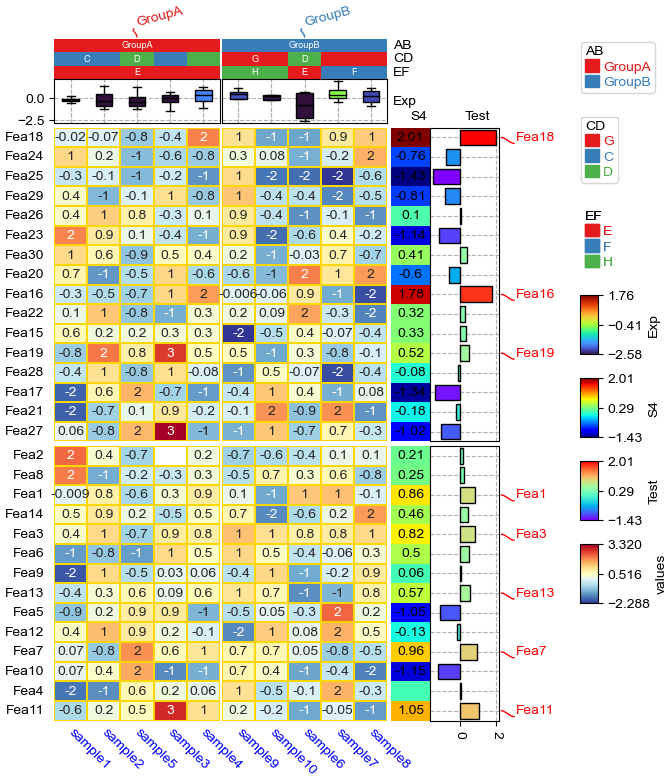 GroupA
GroupB
GroupA GroupB AB
C D G D CD
E H E F EF
0.0
-2.5
Exp
S4 Test
Fea18 -0.02 -0.07 -0.8 -0.4 2 1 -1 -1 0.9 1 2.01 Fea18
Fea24 1 0.2 -1 -0.6 -0.8 0.3 0.08 -1 -0.2 2 -0.76
Fea25 -0.3 -0.1 -1 -0.2 -1 -1 -2 -2 -2 -0.6
Fea29 0.4 -1 -0.1 1 -0.8 1 -0.4 -0.4 -2 -0.5 -0.81
Fea26 0.4 1 0.8 -0.3 0.1 0.9 -0.4 -1 -0.1 -1 0.1
Fea23 2 0.9 0.1 -0.4 -1 0.9 -2 -0.6 -0.4 -0.2 -1.14
Fea30 1 0.6 -0.9 0.5 0.4 0.2 -1 -0.03 0.7 -0.7 0.41
Fea20 0.7 -1 -0.5 1 -0.6 -0.6 -1 2 1 2 -0.6
Fea16 -0.3 -0.5 -0.7 1 2 -0.006 -0.06 0.9 -1 -2 1.78 Fea16
Fea22 0.1 1 -0.8 -1 0.3 0.2 0.09 2 -0.3 -2 0.32
Fea15 0.6 0.2 0.2 0.3 0.3 -2 -0.5 0.4 -0.07 -0.4 0.33
Fea19 -0.8 2 0.8 3 0.5 0.5 -1 0.3 -0.8 -0.1 0.52 Fea19
Fea28 -0.4 1 -0.8 1 -0.08 -1 0.5 -0.07 -2 -0.4 -0.08
Fea17 -2 0.6 2 -0.7 -1 -0.4 1 0.4 -1 0.08 -1.34
Fea21 -2 -0.7 0.1 0.9 -0.2 -0.1 2 -0.9 2 -1 -0.18
Fea27 0.06 -0.8 2 3 -1 -1 1 -0.7 0.7 -0.3 -1.02
Fea2 2 0.4 -0.7 0.2 -0.7 -0.6 -0.4 0.1 0.1 0.21
Fea8 2 -1 -0.2 -0.3 0.3 -0.5 0.7 0.3 0.6 -0.8 0.25
Fea1 -0.009 0.8 -0.6 0.3 0.9 0.1 -1 1 1 -0.1 0.86 Fea1
Fea14 0.5 0.9 0.2 -0.5 0.5 0.7 -2 -0.6 -0.2 2 0.46
Fea3 0.4 1 -0.7 0.9 0.8 1 1 0.8 0.8 1 0.82 Fea3
Fea6 -1 -0.8 -1 1 0.5 1 0.5 -0.4 -0.06 0.3 0.5
Fea9 -2 1 -0.5 0.03 0.06 -0.4 1 -1 -0.2 0.9 0.06
Fea13 -0.4 0.3 0.6 0.09 0.6 1 0.7 -1 -1 0.8 0.57 Fea13
Fea5 -0.9 0.2 0.9 0.9 -1 -0.5 0.05 -0.3 2 0.2 -1.05
Fea12 0.4 1 0.9 0.2 -0.1 -2 1 0.08 2 0.5 -0.13
Fea7 0.07 -0.8 2 0.6 1 0.7 0.7 0.05 -0.8 -0.5 0.96 Fea7
Fea10 0.07 0.4 2 -1 -1 0.7 0.4 -1 -0.4 -2 -1.15
Fea4 -2 -1 0.6 0.2 0.06 1 -0.5 -0.1 2 -0.3
Fea11 -0.6 0.2 0.5 3 1 0.2 -0.5 -1 -0.05 -1 1.05 Fea11
0 2
sample1 sample2 sample5 sample3 sample4 sample9 sample10 sample6 sample7 sample8
AB
GroupA
GroupB
CD
G
C
D
EF
E
F
H
1.76
-0.41
-2.58
Exp
2.01
0.29
-1.43
S4
2.01
0.29
-1.43
Test
3.320
0.516
-2.288
values